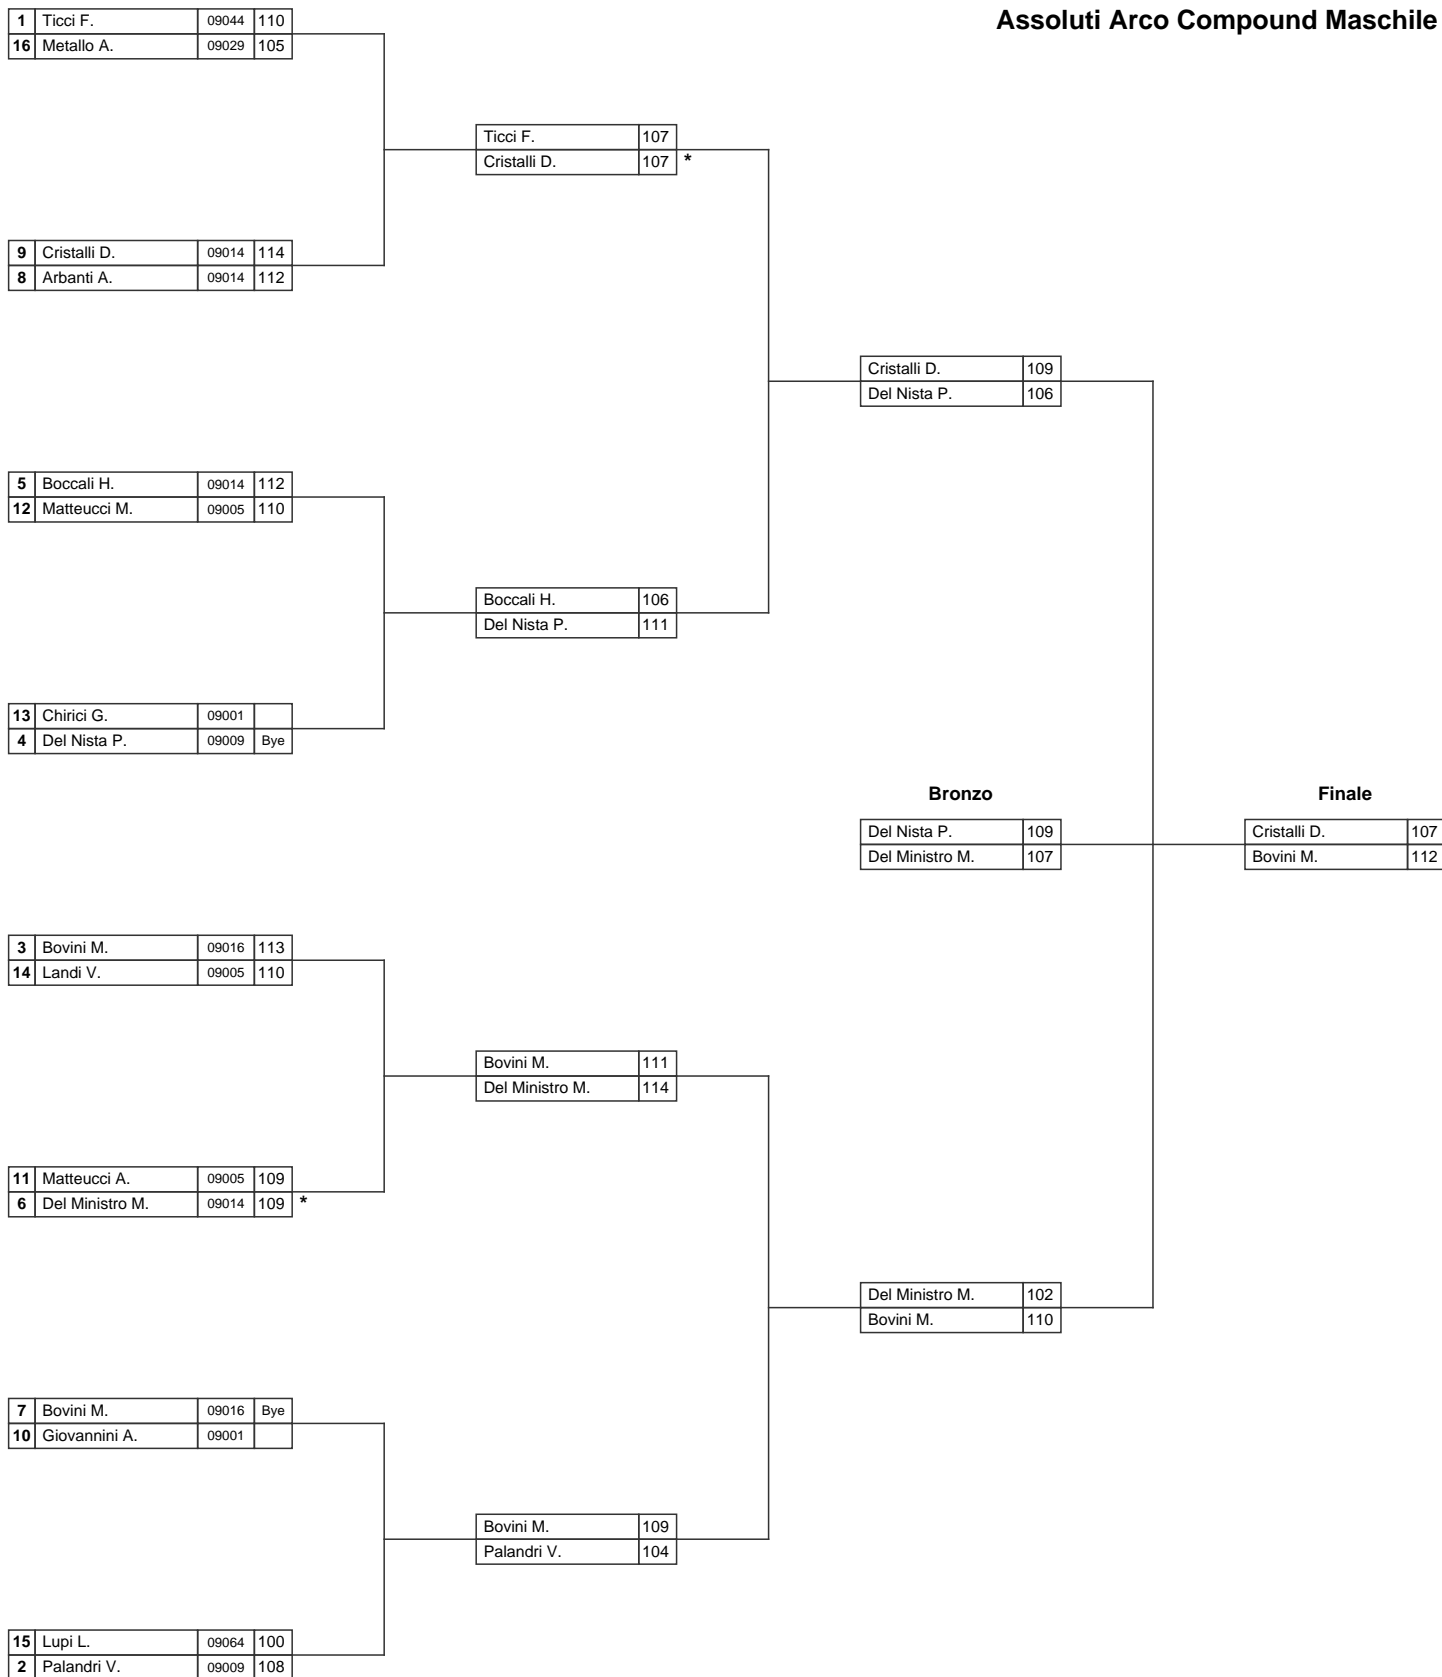 Assoluti Arco Compound Maschile
1 Ticci F. 09044 110
16 Metallo A. 09029 105
Ticci F. 107
Cristalli D. 107 *
9 Cristalli D. 09014 114
8 Arbanti A. 09014 112
Cristalli D. 109
Del Nista P. 106
5 Boccali H. 09014 112
12 Matteucci M. 09005 110
Boccali H. 106
Del Nista P. 111
13 Chirici G. 09001
4 Del Nista P. 09009 Bye
Bronzo Finale
Del Nista P. 109 Cristalli D. 107
Del Ministro M. 107 Bovini M. 112
3 Bovini M. 09016 113
14 Landi V. 09005 110
Bovini M. 111
Del Ministro M. 114
11 Matteucci A. 09005 109
6 Del Ministro M. 09014 109 *
Del Ministro M. 102
Bovini M. 110
7 Bovini M. 09016 Bye
10 Giovannini A. 09001
Bovini M. 109
Palandri V. 104
15 Lupi L. 09064 100
2 Palandri V. 09009 108